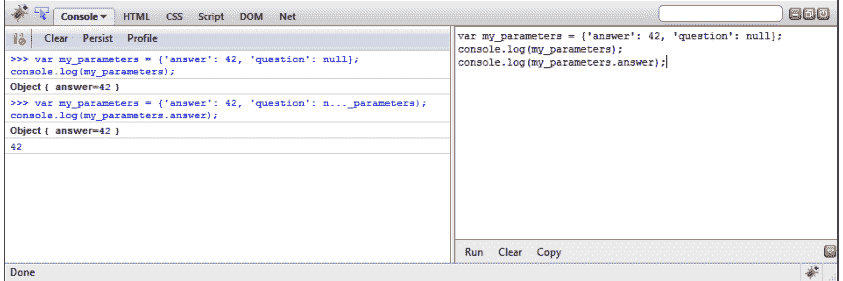 Console HTML CSS Script DOM Net
Clear Persist Profile
>>> var my_parameters = {'answer': 42, 'question': null};
console.log(my_parameters);
Object { answer=42 }
>>> var my_parameters = {'answer': 42, 'question': n..._parameters);
console.log(my_parameters.answer);
Object { answer=42 }
42
var my_parameters = {'answer': 42, 'question': null};
console.log(my_parameters);
console.log(my_parameters.answer);
Run Clear Copy
Done